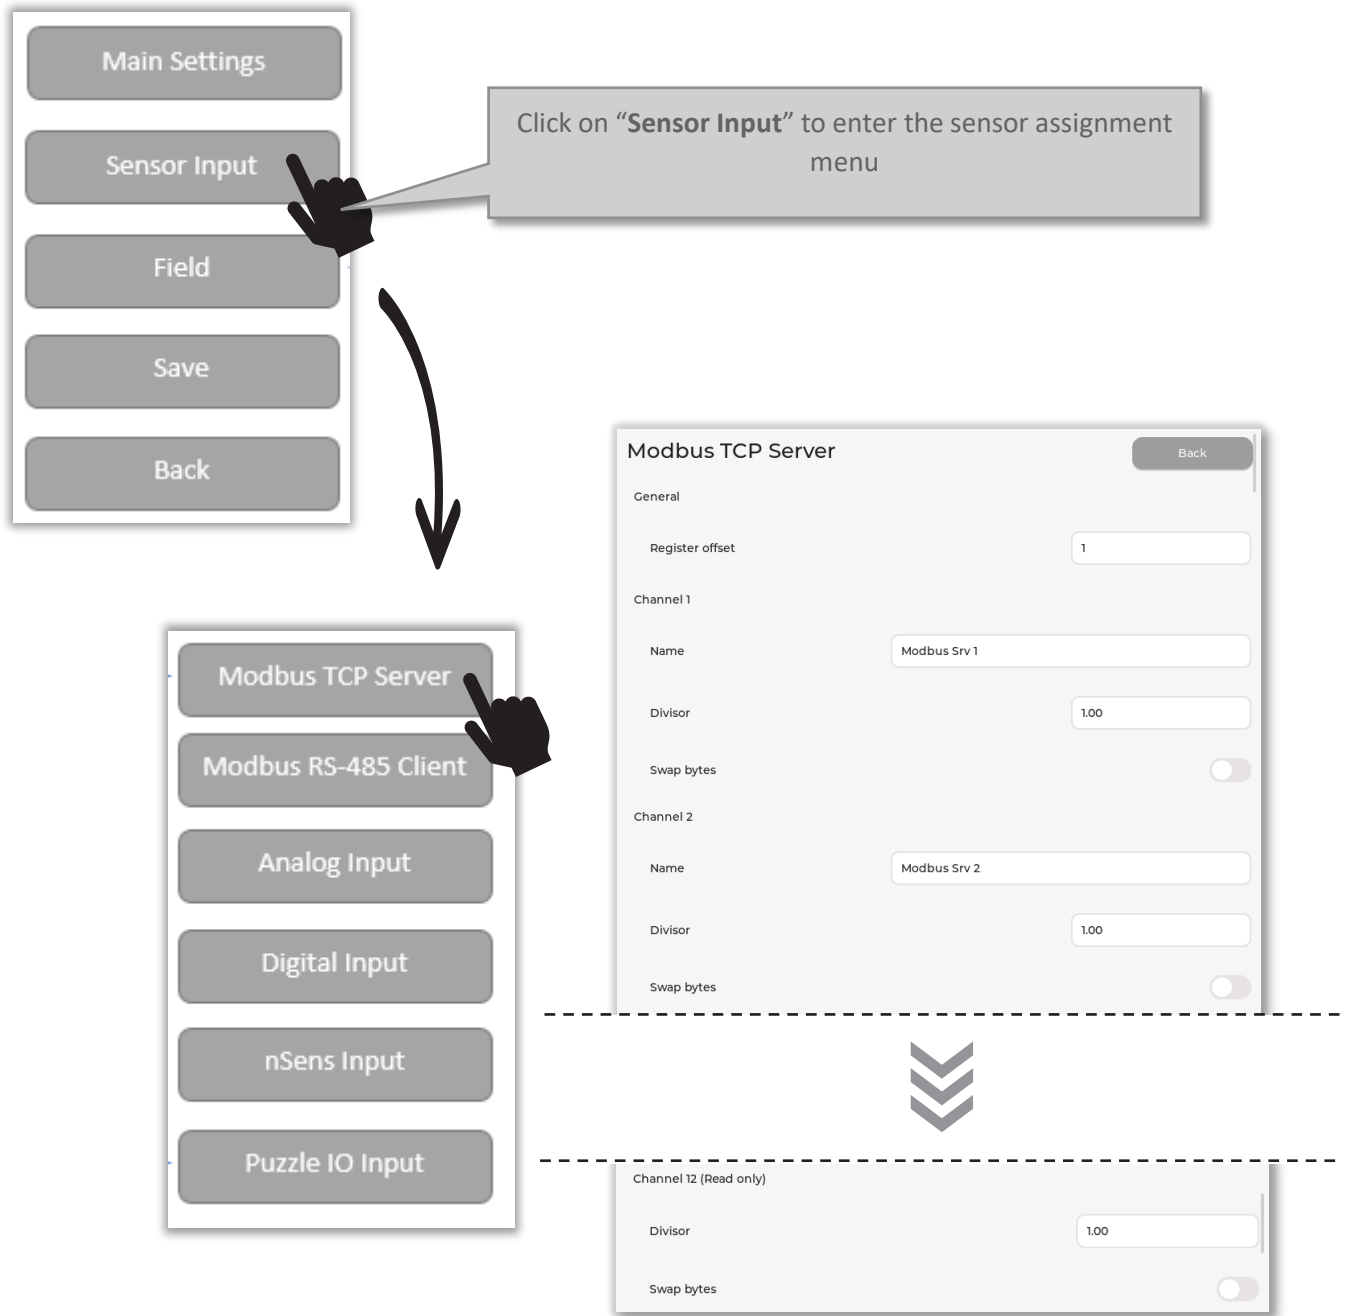 Main Settings
Sensor Input
Field
Save
Back
Click on “Sensor Input” to enter the sensor assignment
menu
Modbus TCP Server
Modbus RS-485 Client
Analog Input
Digital Input
nSens Input
Puzzle IO Input
Modbus TCP Server
Back
General
Register offset
1
Channel 1
Name
Modbus Srv 1
Divisor
1.00
Swap bytes
Channel 2
Name
Modbus Srv 2
Divisor
1.00
Swap bytes
Channel 12 (Read only)
Divisor
1.00
Swap bytes